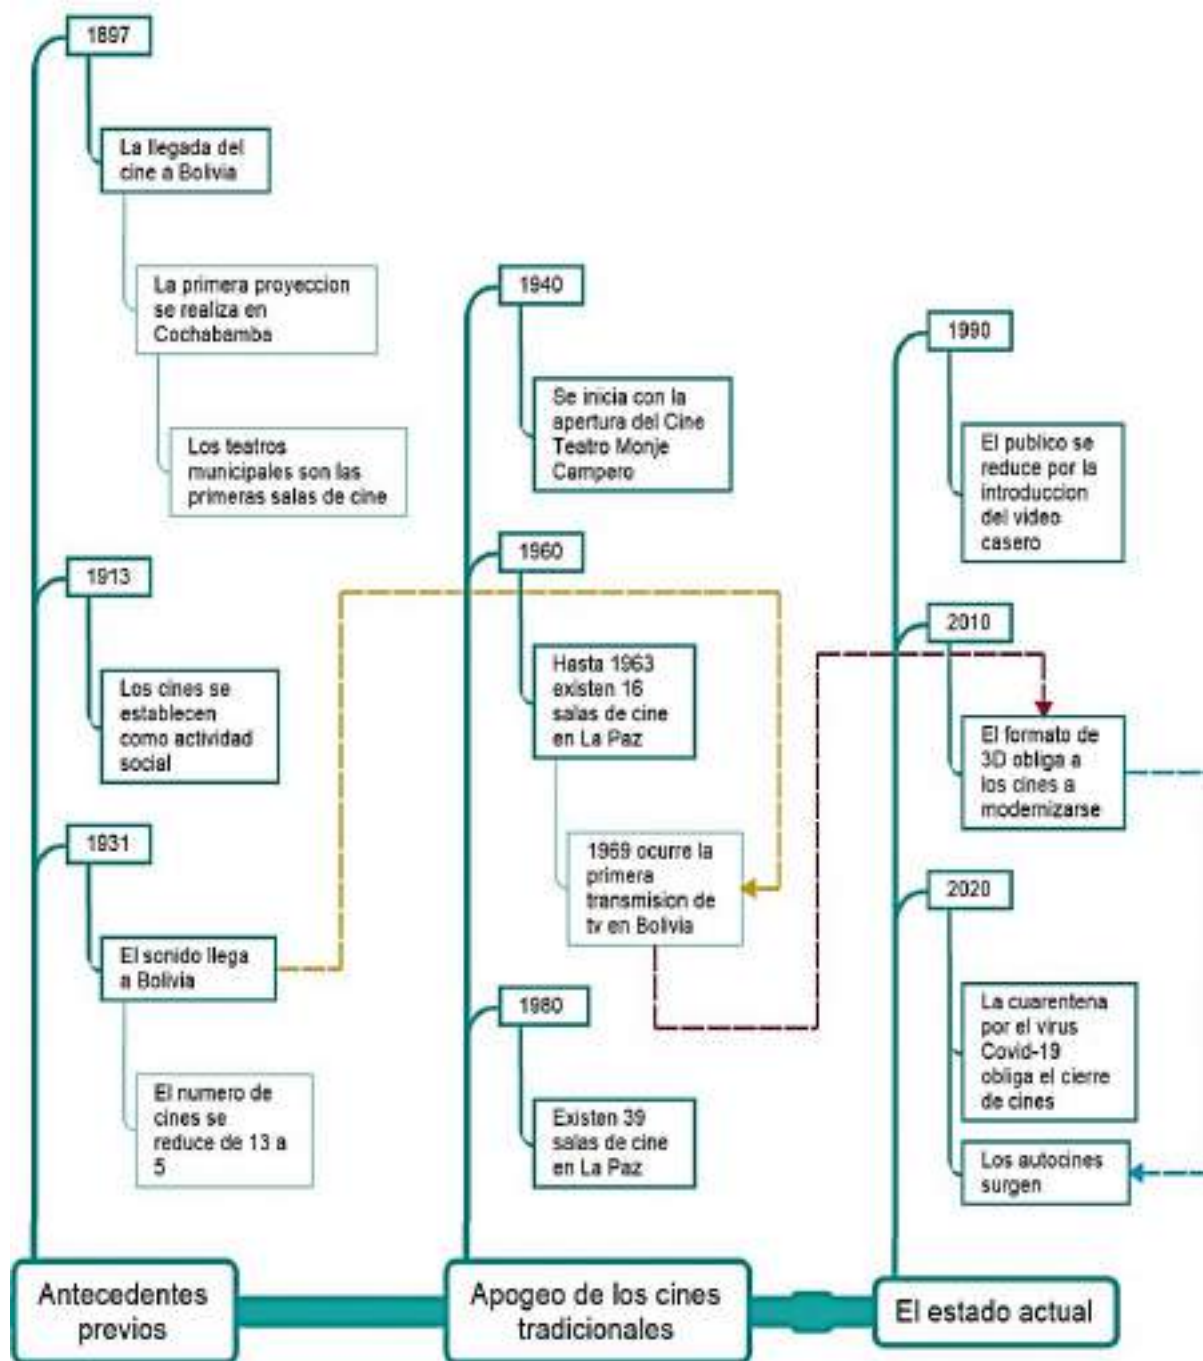 1897
La llegada del
cine a Bolivia
La primera proyeccion
se realiza en
Cochabamba
Los teatros
municipales son las
primeras salas de cine
1913
Los cines se
establecen
como actividad
social
1931
El sonido llega
a Bolivia
El numero de
cines se
reduce de 13 a
5
Antecedentes
previos
1940
Se inicia con la
apertura del Cine
Teatro Monje
Campero
1960
Hasta 1963
existen 16
salas de cine
en La Paz
1969 ocurre la
primera
transmision de
tv en Bolivia
1980
Existen 39
salas de cine
en La Paz
Apogeo de los cines
tradicionales
1990
El publico se
reduce por la
introduccion
del video
casero
2010
El formato de
3D obliga a
los cines a
modernizarse
2020
La cuarentena
por el virus
Covid-19
obliga el cierre
de cines
Los autocines
surgen
El estado actual